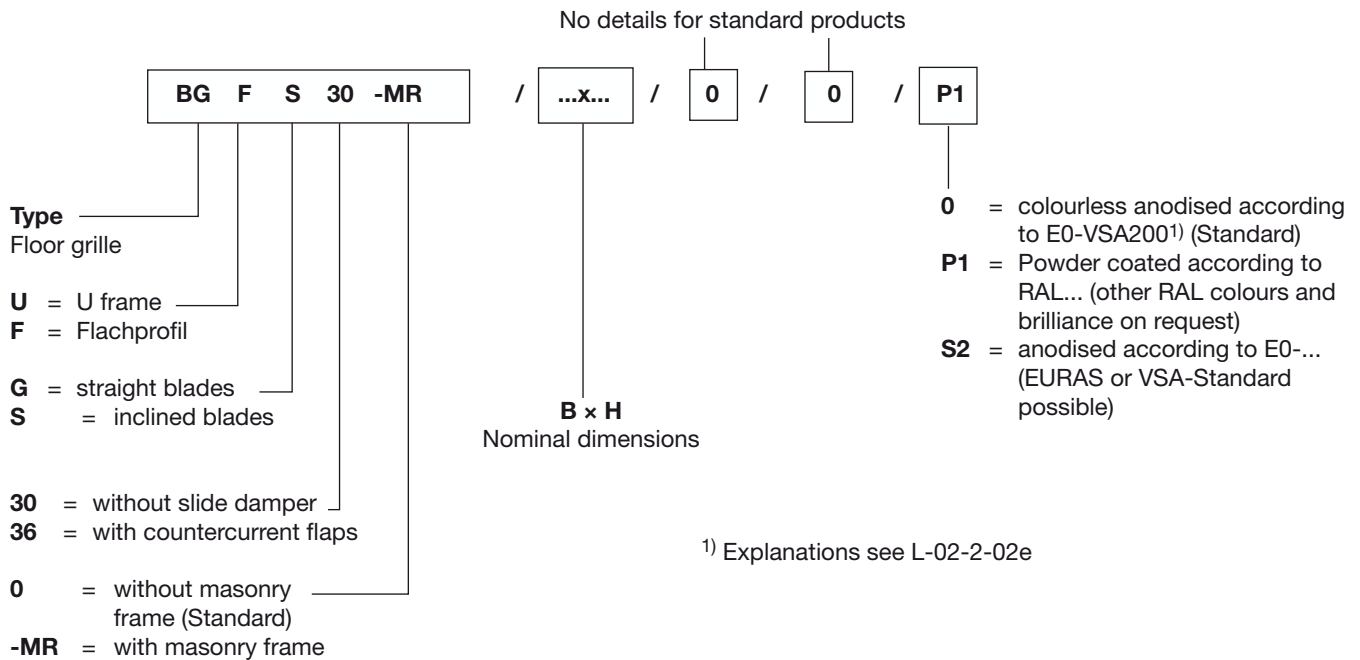 No details for standard products
BG F S 30 -MR / ...x... / 0 / 0 / P1
Type
Floor grille
U = U frame
F = Flachprofil
G = straight blades
S = inclined blades
30 = without slide damper
36 = with countercurrent flaps
0 = without masonry
frame (Standard)
-MR = with masonry frame
B × H
Nominal dimensions
0 = colourless anodised according
to E0-VSA200¹⁾ (Standard)
P1 = Powder coated according to
RAL... (other RAL colours and
brilliance on request)
S2 = anodised according to E0-...
(EURAS or VSA-Standard
possible)
¹⁾ Explanations see L-02-2-02e